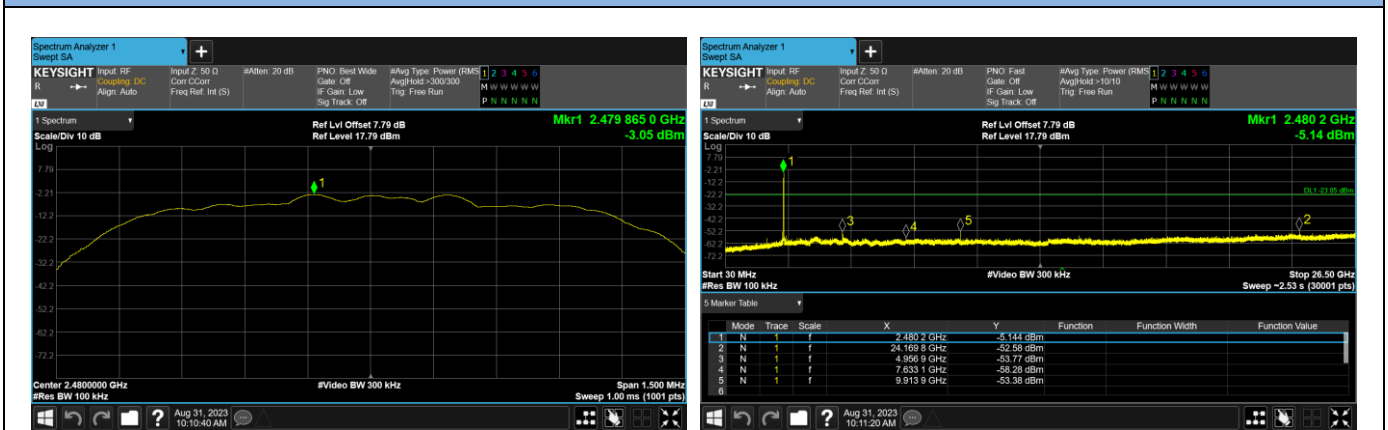 Spectrum Analyzer 1
Swept SA
+
KEYSIGHT Input: RF Input Z: 50 Ω #Atten: 20 dB PNO: Best Wide #Avg Type: Power (RMS 1 2 3 4 5 6
R Coupling: DC Corr CCorr Gate: Off Avg|Hold:>300/300 M W W W W W
Align: Auto Freq Ref: Int (S) IF Gain: Low Trig: Free Run
LXI Sig Track: Off P N N N N N
1 Spectrum Ref Lvl Offset 7.79 dB Mkr1 2.479 865 0 GHz
Scale/Div 10 dB Ref Level 17.79 dBm -3.05 dBm
Log
7.79
1
-2.21
-12.2
-22.2
-32.2
-42.2
-52.2
-62.2
-72.2
Center 2.4800000 GHz #Video BW 300 kHz Span 1.500 MHz
#Res BW 100 kHz Sweep 1.00 ms (1001 pts)
? Aug 31, 2023
10:10:40 AM
Spectrum Analyzer 1
Swept SA
+
KEYSIGHT Input: RF Input Z: 50 Ω #Atten: 20 dB PNO: Fast #Avg Type: Power (RMS 1 2 3 4 5 6
R Coupling: DC Corr CCorr Gate: Off Avg|Hold:>10/10 M W W W W W
Align: Auto Freq Ref: Int (S) IF Gain: Low Trig: Free Run
LXI Sig Track: Off P N N N N N
1 Spectrum Ref Lvl Offset 7.79 dB Mkr1 2.480 2 GHz
Scale/Div 10 dB Ref Level 17.79 dBm -5.14 dBm
Log
7.79
1
-2.21
-12.2
DL1 -23.05 dBm
-22.2
-32.2
-42.2
3 4 5 2
-52.2
-62.2
-72.2
Start 30 MHz #Video BW 300 kHz Stop 26.50 GHz
#Res BW 100 kHz Sweep ~2.53 s (30001 pts)
5 Marker Table
Mode Trace Scale X Y Function Function Width Function Value
1 N 1 f 2.480 2 GHz -5.144 dBm
2 N 1 f 24.169 8 GHz -52.58 dBm
3 N 1 f 4.956 9 GHz -53.77 dBm
4 N 1 f 7.633 1 GHz -58.28 dBm
5 N 1 f 9.913 9 GHz -53.38 dBm
6
? Aug 31, 2023
10:11:20 AM